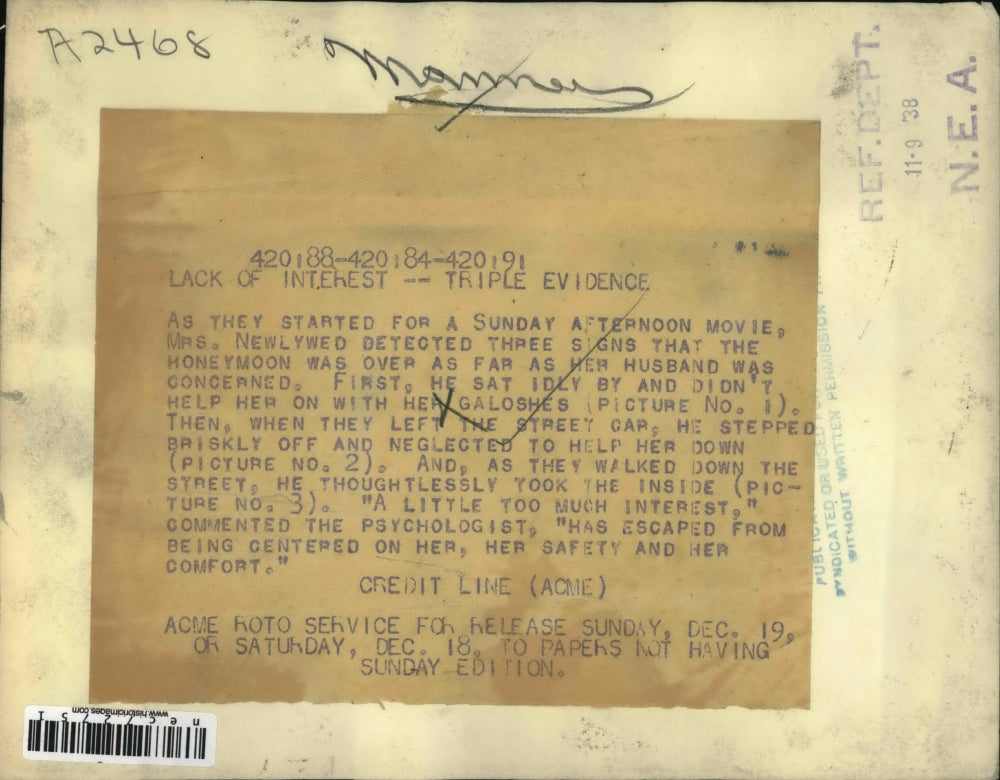 A2468
REF. DEPT.
11-9 '38
N. E. A.
420188-420184-420191
LACK OF INTEREST -- TRIPLE EVIDENCE
AS THEY STARTED FOR A SUNDAY AFTERNOON MOVIE,
MRS. NEWLYWED DETECTED THREE SIGNS THAT THE
HONEYMOON WAS OVER AS FAR AS HER HUSBAND WAS
CONCERNED. FIRST, HE SAT IDLY BY AND DIDN'T
HELP HER ON WITH HER GALOSHES (PICTURE NO. 1).
THEN, WHEN THEY LEFT THE STREET CAR, HE STEPPED
BRISKLY OFF AND NEGLECTED TO HELP HER DOWN
(PICTURE NO. 2). AND, AS THEY WALKED DOWN THE
STREET, HE THOUGHTLESSLY TOOK THE INSIDE (PIC-
TURE NO. 3). "A LITTLE TOO MUCH INTEREST,"
COMMENTED THE PSYCHOLOGIST, "HAS ESCAPED FROM
BEING CENTERED ON HER, HER SAFETY AND HER
COMFORT."
CREDIT LINE (ACME)
ACME ROTO SERVICE FOR RELEASE SUNDAY, DEC. 19,
OR SATURDAY, DEC. 18, TO PAPERS NOT HAVING
SUNDAY EDITION.
SYNDICATED OR USED
WITHOUT WRITTEN PERMISSION
www.historicimages.com